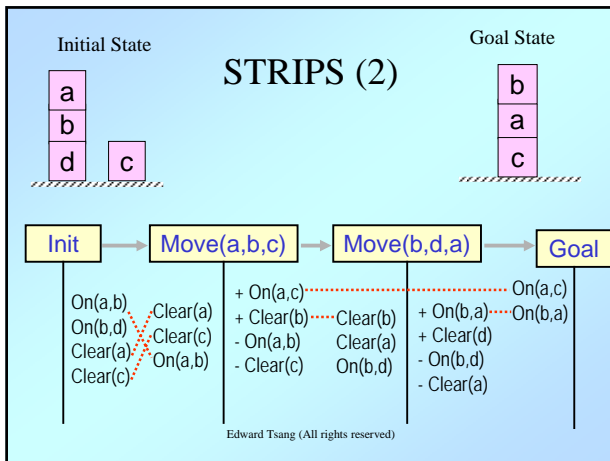 Initial State
Goal State
STRIPS (2)
a
b
d
c
b
a
c
Init
Move(a,b,c)
Move(b,d,a)
Goal
On(a,b)
On(b,d)
Clear(a)
Clear(c)
Clear(a)
Clear(c)
On(a,b)
+ On(a,c)
+ Clear(b)
- On(a,b)
- Clear(c)
Clear(b)
Clear(a)
On(b,d)
+ On(b,a)
+ Clear(d)
- On(b,d)
- Clear(a)
On(a,c)
On(b,a)
Edward Tsang (All rights reserved)